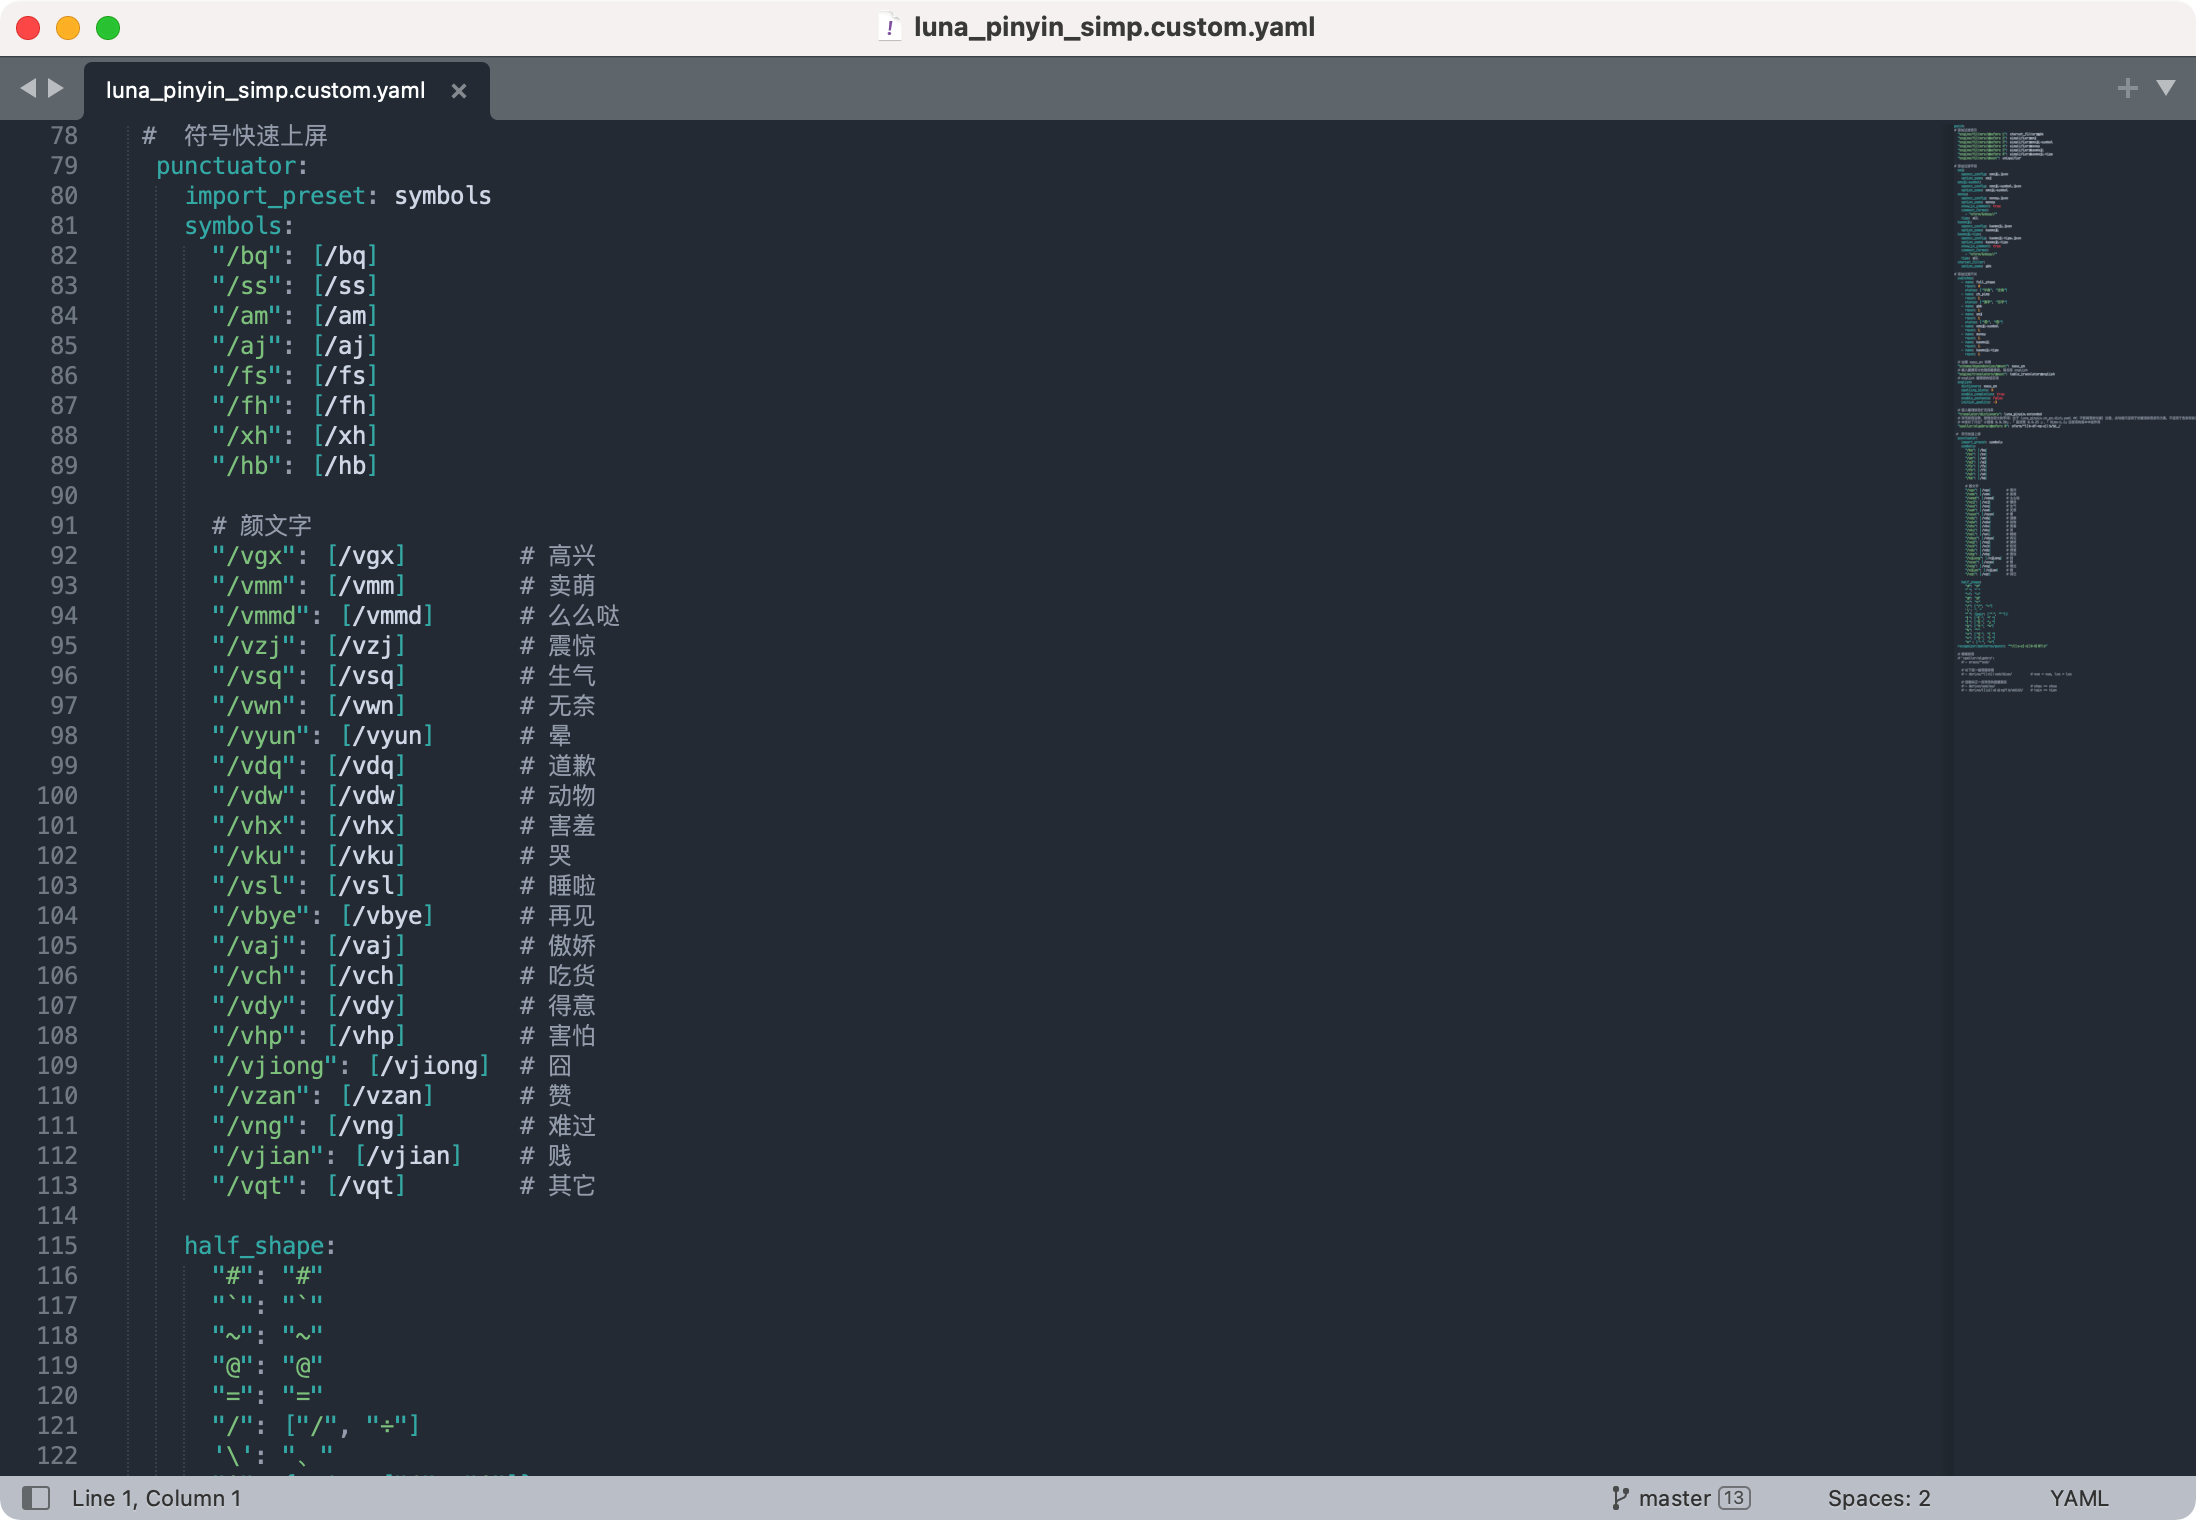 luna_pinyin_simp.custom.yaml
luna_pinyin_simp.custom.yaml
78 #  符号快速上屏
79 punctuator:
80 import_preset: symbols
81 symbols:
82 "/bq": [/bq]
83 "/ss": [/ss]
84 "/am": [/am]
85 "/aj": [/aj]
86 "/fs": [/fs]
87 "/fh": [/fh]
88 "/xh": [/xh]
89 "/hb": [/hb]
90
91 # 颜文字
92 "/vgx": [/vgx] # 高兴
93 "/vmm": [/vmm] # 卖萌
94 "/vmmd": [/vmmd] # 么么哒
95 "/vzj": [/vzj] # 震惊
96 "/vsq": [/vsq] # 生气
97 "/vwn": [/vwn] # 无奈
98 "/vyun": [/vyun] # 晕
99 "/vdq": [/vdq] # 道歉
100 "/vdw": [/vdw] # 动物
101 "/vhx": [/vhx] # 害羞
102 "/vku": [/vku] # 哭
103 "/vsl": [/vsl] # 睡啦
104 "/vbye": [/vbye] # 再见
105 "/vaj": [/vaj] # 傲娇
106 "/vch": [/vch] # 吃货
107 "/vdy": [/vdy] # 得意
108 "/vhp": [/vhp] # 害怕
109 "/vjiong": [/vjiong] # 囧
110 "/vzan": [/vzan] # 赞
111 "/vng": [/vng] # 难过
112 "/vjian": [/vjian] # 贱
113 "/vqt": [/vqt] # 其它
114
115 half_shape:
116 "#": "#"
117 "`": "`"
118 "~": "~"
119 "@": "@"
120 "=": "="
121 "/": ["/", "÷"]
122 '\': "、"
Line 1, Column 1
master 13
Spaces: 2
YAML